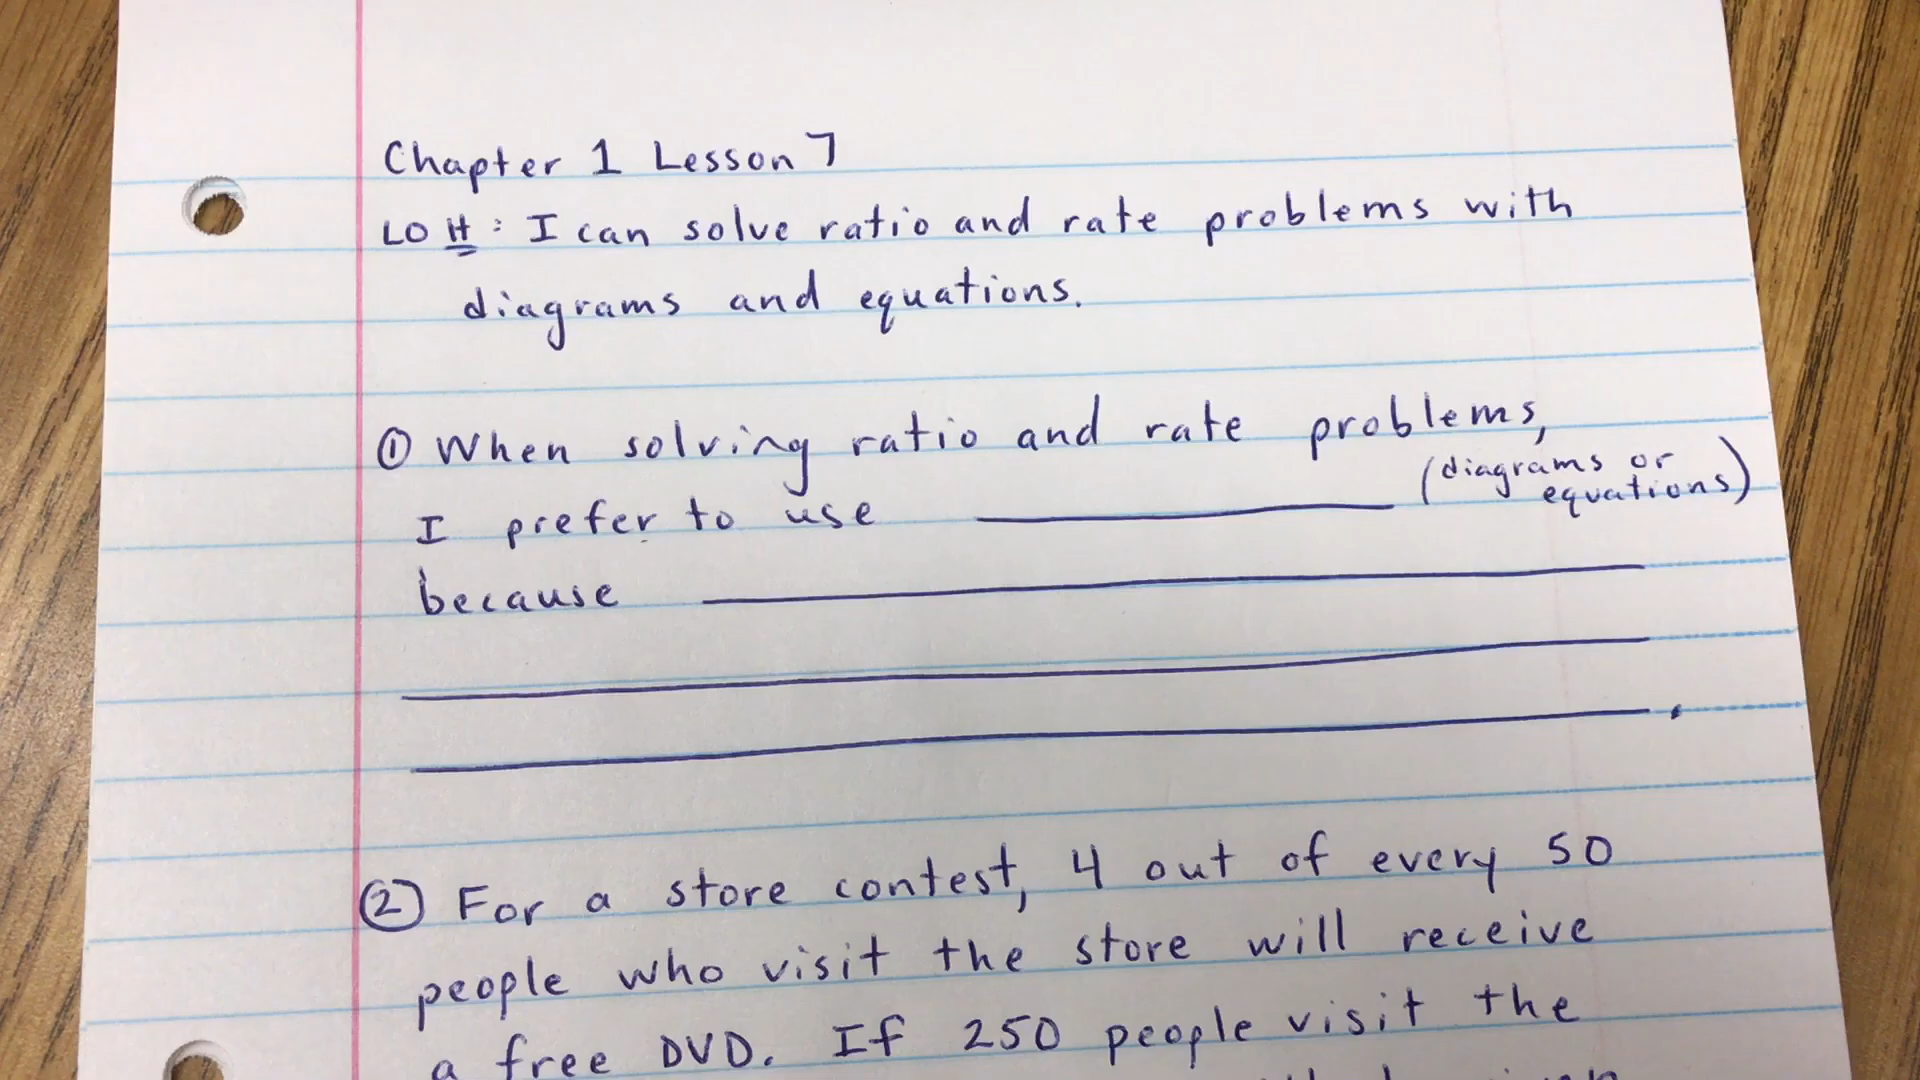 Chapter 1 Lesson 7
LO H: I can solve ratio and rate problems with
diagrams and equations.
① When solving ratio and rate problems,
I prefer to use (diagrams or
equations)
because
.
② For a store contest, 4 out of every 50
people who visit the store will receive
a free DVD. If 250 people visit the